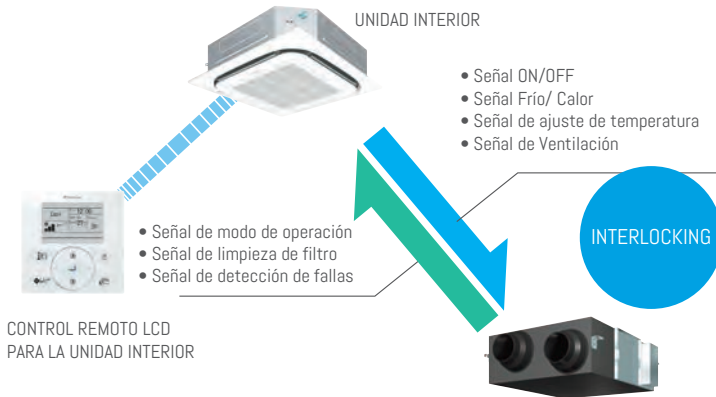 UNIDAD INTERIOR
• Señal ON/OFF
• Señal Frío/ Calor
• Señal de ajuste de temperatura
• Señal de Ventilación
INTERLOCKING
• Señal de modo de operación
• Señal de limpieza de filtro
• Señal de detección de fallas
CONTROL REMOTO LCD
PARA LA UNIDAD INTERIOR